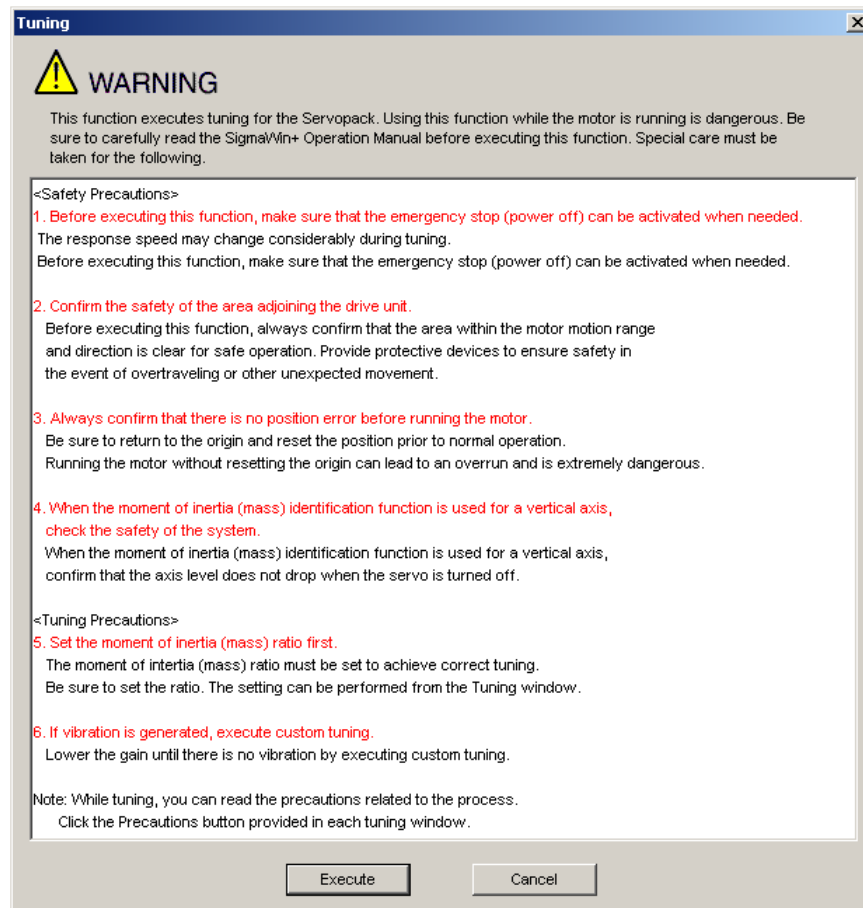 Tuning
WARNING
This function executes tuning for the Servopack. Using this function while the motor is running is dangerous. Be
sure to carefully read the SigmaWin+ Operation Manual before executing this function. Special care must be
taken for the following.
<Safety Precautions>
1. Before executing this function, make sure that the emergency stop (power off) can be activated when needed.
The response speed may change considerably during tuning.
Before executing this function, make sure that the emergency stop (power off) can be activated when needed.
2. Confirm the safety of the area adjoining the drive unit.
Before executing this function, always confirm that the area within the motor motion range
and direction is clear for safe operation. Provide protective devices to ensure safety in
the event of overtraveling or other unexpected movement.
3. Always confirm that there is no position error before running the motor.
Be sure to return to the origin and reset the position prior to normal operation.
Running the motor without resetting the origin can lead to an overrun and is extremely dangerous.
4. When the moment of inertia (mass) identification function is used for a vertical axis,
check the safety of the system.
When the moment of inertia (mass) identification function is used for a vertical axis,
confirm that the axis level does not drop when the servo is turned off.
<Tuning Precautions>
5. Set the moment of inertia (mass) ratio first.
The moment of intertia (mass) ratio must be set to achieve correct tuning.
Be sure to set the ratio. The setting can be performed from the Tuning window.
6. If vibration is generated, execute custom tuning.
Lower the gain until there is no vibration by executing custom tuning.
Note: While tuning, you can read the precautions related to the process.
Click the Precautions button provided in each tuning window.
Execute Cancel